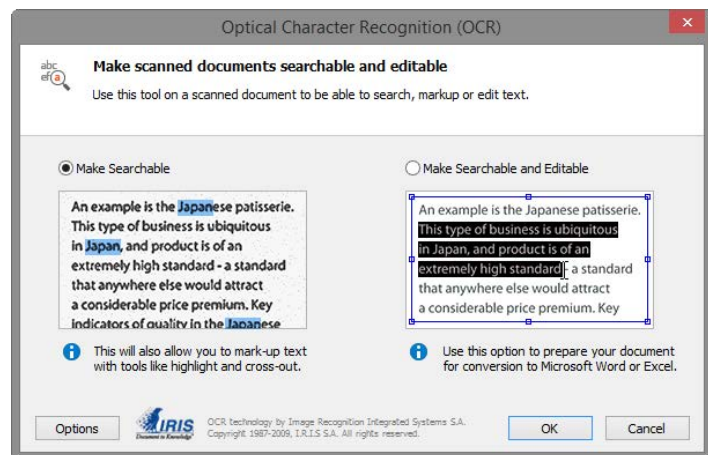 Optical Character Recognition (OCR)
abc
ef a
Make scanned documents searchable and editable
Use this tool on a scanned document to be able to search, markup or edit text.
Make Searchable
An example is the Japanese patisserie.
This type of business is ubiquitous
in Japan, and product is of an
extremely high standard - a standard
that anywhere else would attract
a considerable price premium. Key
indicators of quality in the Japanese
This will also allow you to mark-up text
with tools like highlight and cross-out.
Make Searchable and Editable
An example is the Japanese patisserie.
This type of business is ubiquitous
in Japan, and product is of an
extremely high standard - a standard
that anywhere else would attract
a considerable price premium. Key
Use this option to prepare your document
for conversion to Microsoft Word or Excel.
Options
IRIS
Document to Knowledge
OCR technology by Image Recognition Integrated Systems S.A.
Copyright 1987-2009, I.R.I.S S.A. All rights reserved.
OK
Cancel